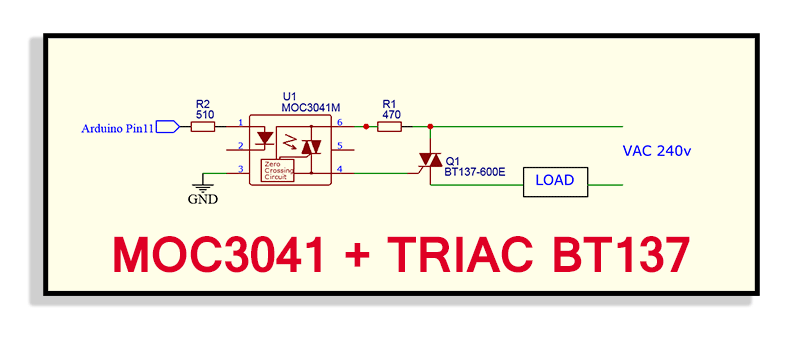 U1
MOC3041M
R2
510
R1
470
Arduino Pin11
1
6
2
5
3
4
Zero
Crossing
Circuit
GND
Q1
BT137-600E
VAC 240v
LOAD
MOC3041 + TRIAC BT137